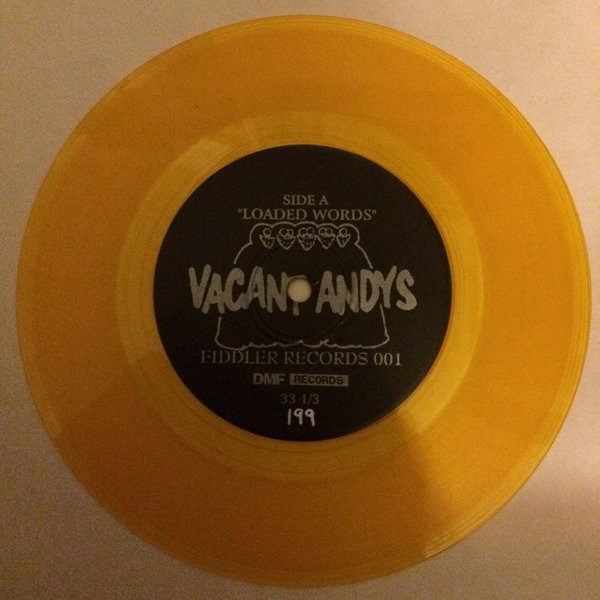 SIDE A
"LOADED WORDS"
VACANT ANDYS
FIDDLER RECORDS 001
DMF RECORDS
33 1/3
199